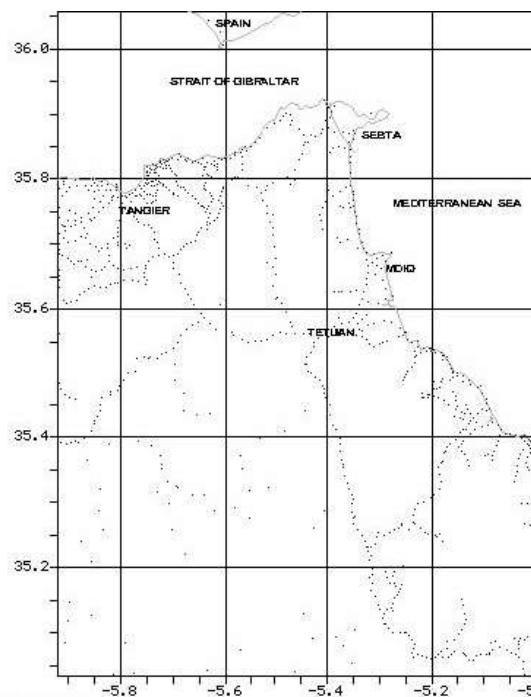 SPAIN
36.0
STRAIT OF GIBRALTAR
SEBTA
35.8
TANGIER
MEDITERRANEAN SEA
MDIQ
35.6
TETUAN
35.4
35.2
-5.8
-5.6
-5.4
-5.2